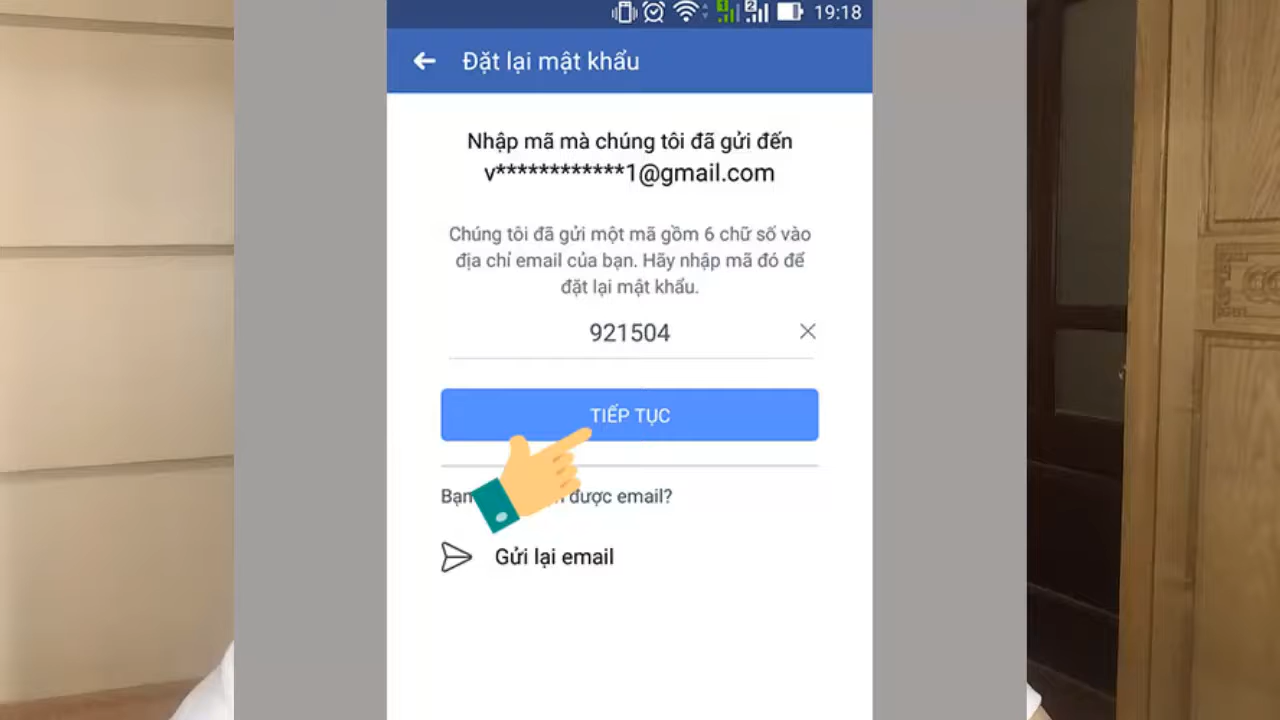 1 2 19:18
Đặt lại mật khẩu
Nhập mã mà chúng tôi đã gửi đến
v************1@gmail.com
Chúng tôi đã gửi một mã gồm 6 chữ số vào
địa chỉ email của bạn. Hãy nhập mã đó để
đặt lại mật khẩu.
921504
TIẾP TỤC
được email?
Gửi lại email